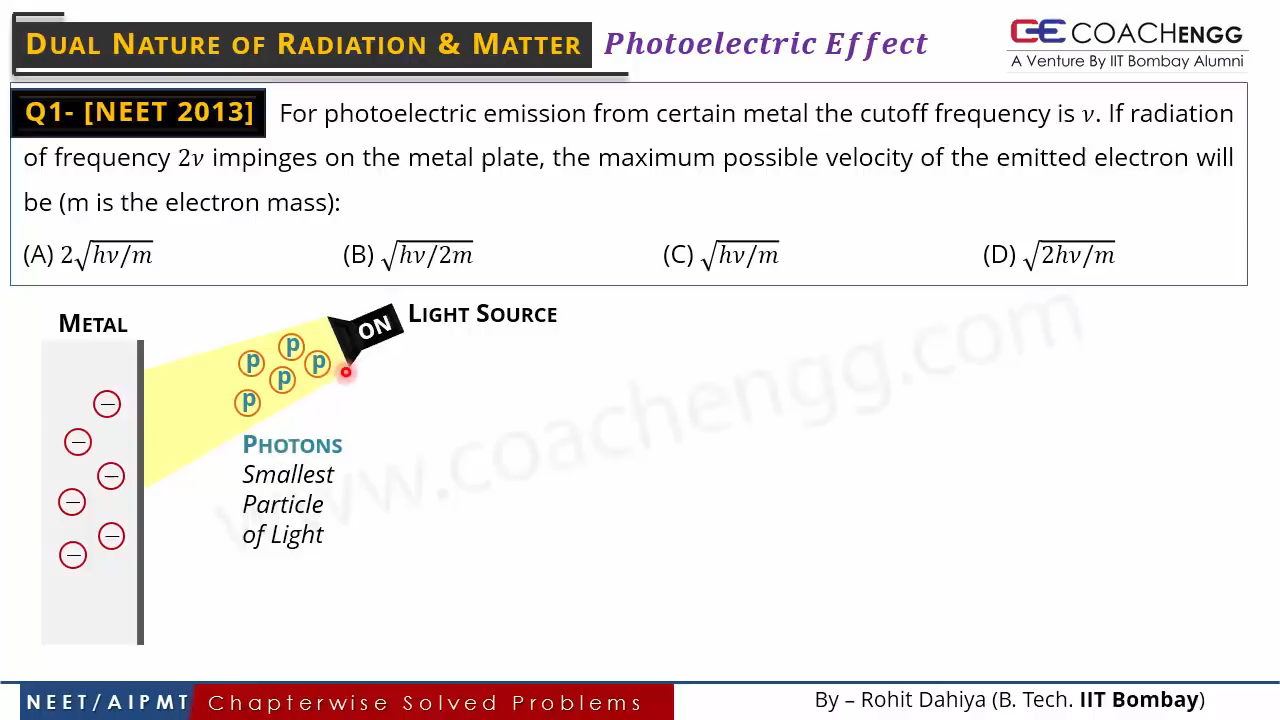 DUAL NATURE OF RADIATION & MATTER Photoelectric Effect
CE COACHENGG
A Venture By IIT Bombay Alumni
Q1- [NEET 2013] For photoelectric emission from certain metal the cutoff frequency is ν. If radiation
of frequency 2ν impinges on the metal plate, the maximum possible velocity of the emitted electron will
be (m is the electron mass):
(A) 2√hν/m (B) √hν/2m (C) √hν/m (D) √2hν/m
METAL
ON
LIGHT SOURCE
p p p p p
− − − − − −
PHOTONS
Smallest
Particle
of Light
www.coachengg.com
NEET/AIPMT Chapterwise Solved Problems
By – Rohit Dahiya (B. Tech. IIT Bombay)